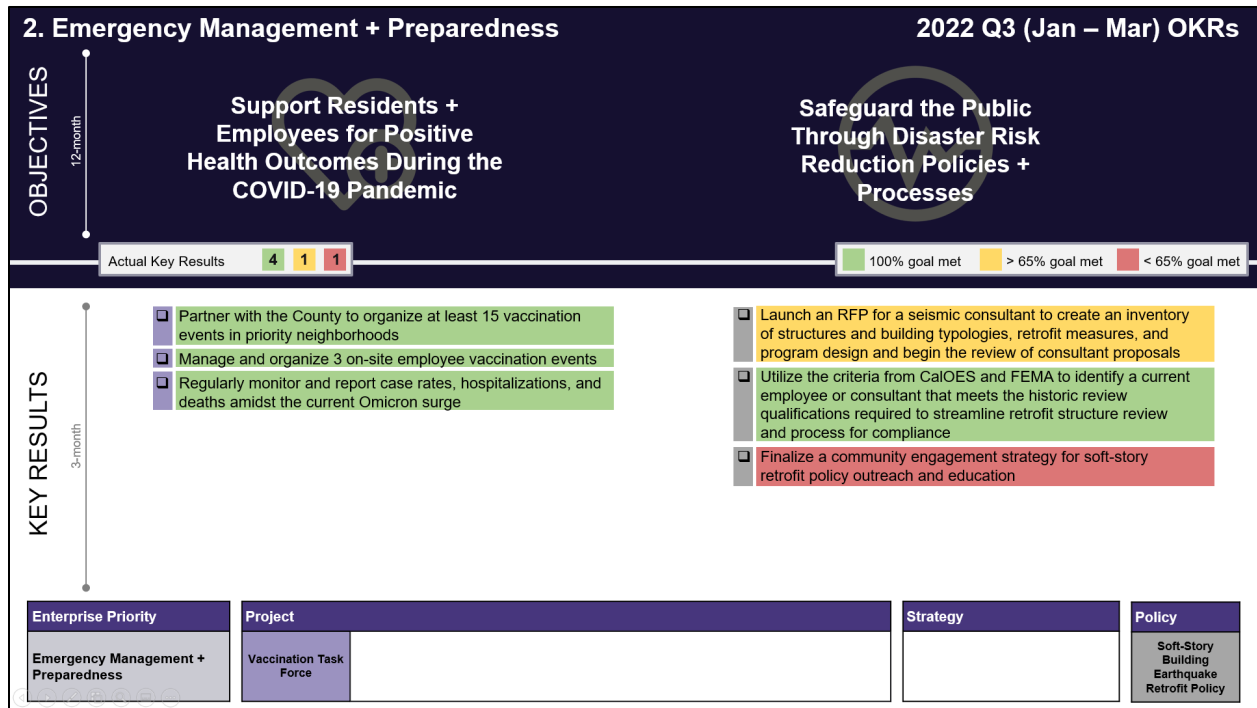 2. Emergency Management + Preparedness
2022 Q3 (Jan – Mar) OKRs
OBJECTIVES
12-month
Support Residents +
Employees for Positive
Health Outcomes During the
COVID-19 Pandemic
Safeguard the Public
Through Disaster Risk
Reduction Policies +
Processes
Actual Key Results 4 1 1
100% goal met > 65% goal met < 65% goal met
KEY RESULTS
3-month
❑ Partner with the County to organize at least 15 vaccination
events in priority neighborhoods
❑ Manage and organize 3 on-site employee vaccination events
❑ Regularly monitor and report case rates, hospitalizations, and
deaths amidst the current Omicron surge
❑ Launch an RFP for a seismic consultant to create an inventory
of structures and building typologies, retrofit measures, and
program design and begin the review of consultant proposals
❑ Utilize the criteria from CalOES and FEMA to identify a current
employee or consultant that meets the historic review
qualifications required to streamline retrofit structure review
and process for compliance
❑ Finalize a community engagement strategy for soft-story
retrofit policy outreach and education
Enterprise Priority
Emergency Management +
Preparedness
Project
Vaccination Task
Force
Strategy
Policy
Soft-Story
Building
Earthquake
Retrofit Policy